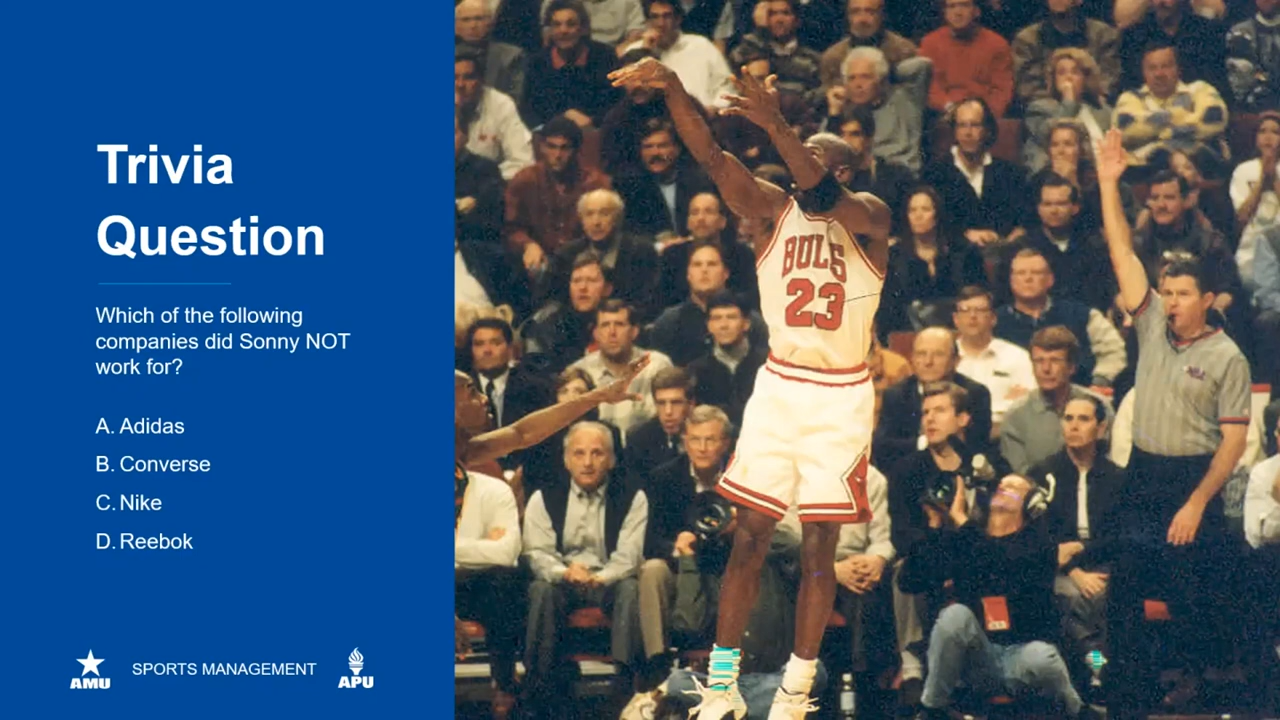 Trivia
Question
Which of the following
companies did Sonny NOT
work for?
A. Adidas
B. Converse
C. Nike
D. Reebok
AMU
SPORTS MANAGEMENT
APU
BULLS
23